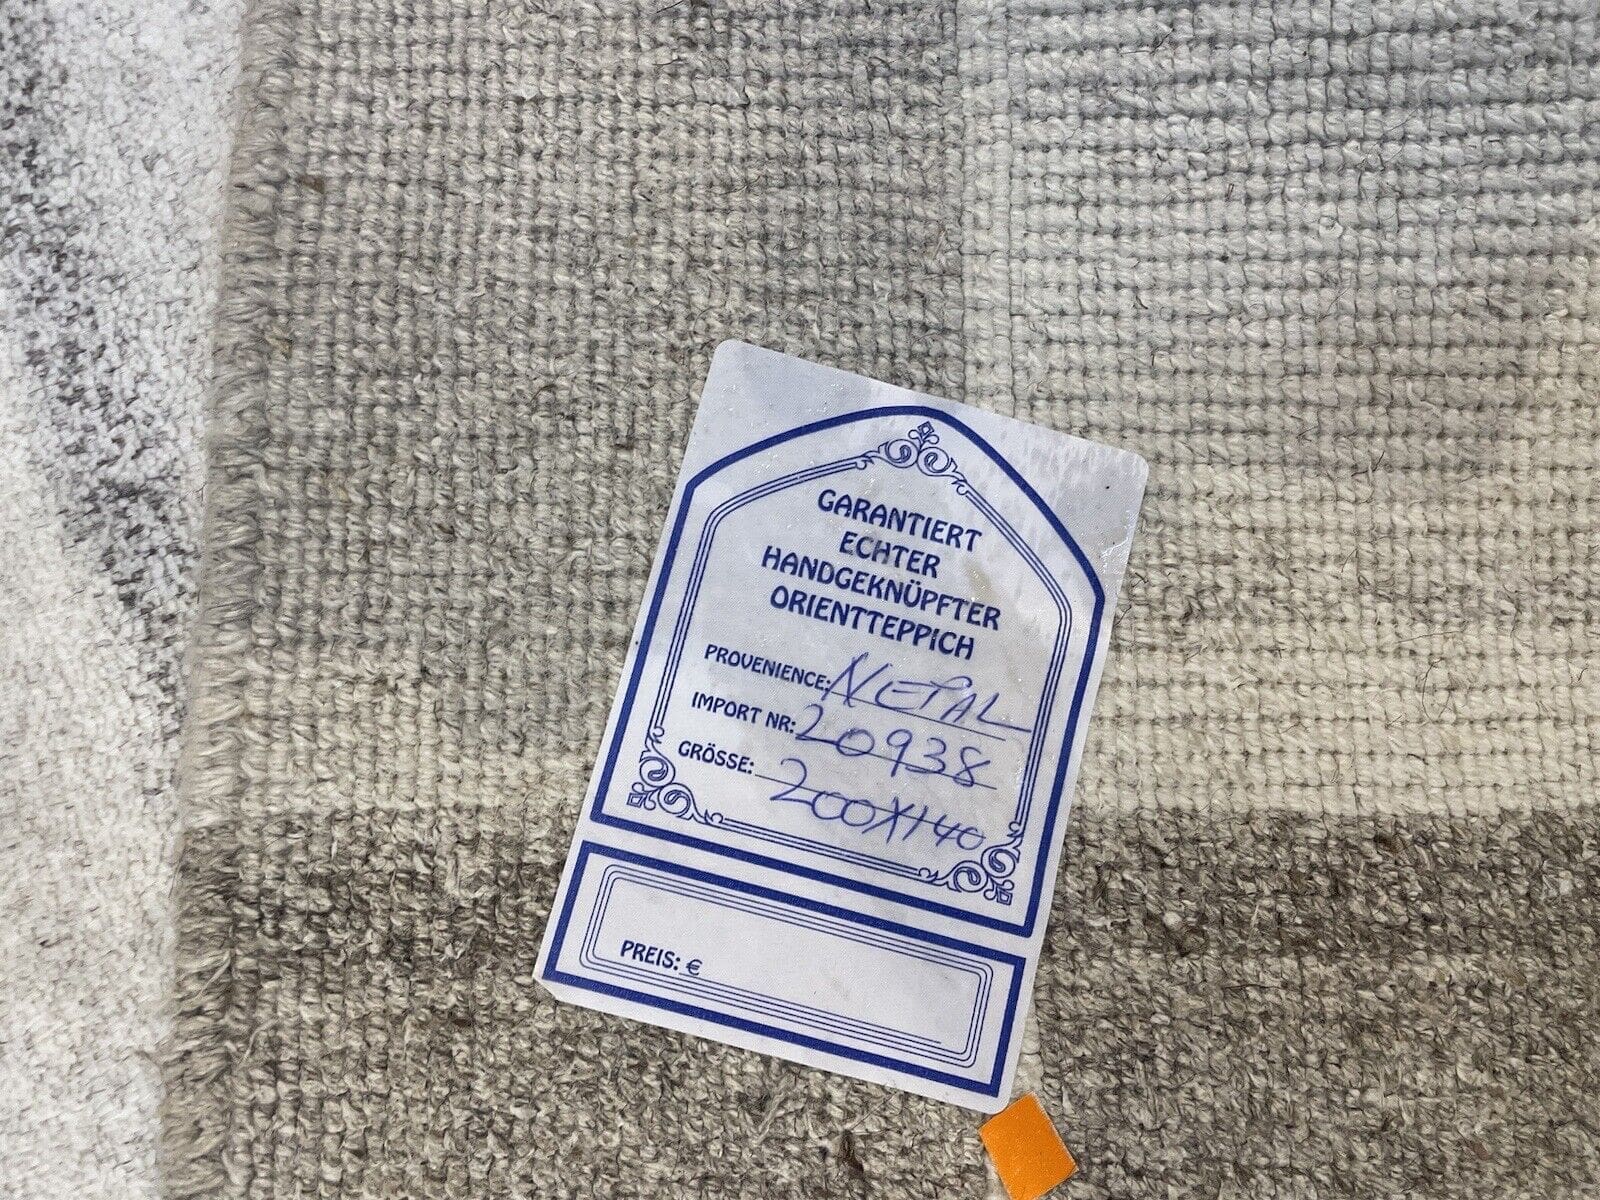 GARANTIERT
ECHTER
HANDGEKNÜPFTER
ORIENTTEPPICH
PROVENIENCE: NEPAL
IMPORT NR: 20938
GRÖSSE: 200X140
PREIS: €